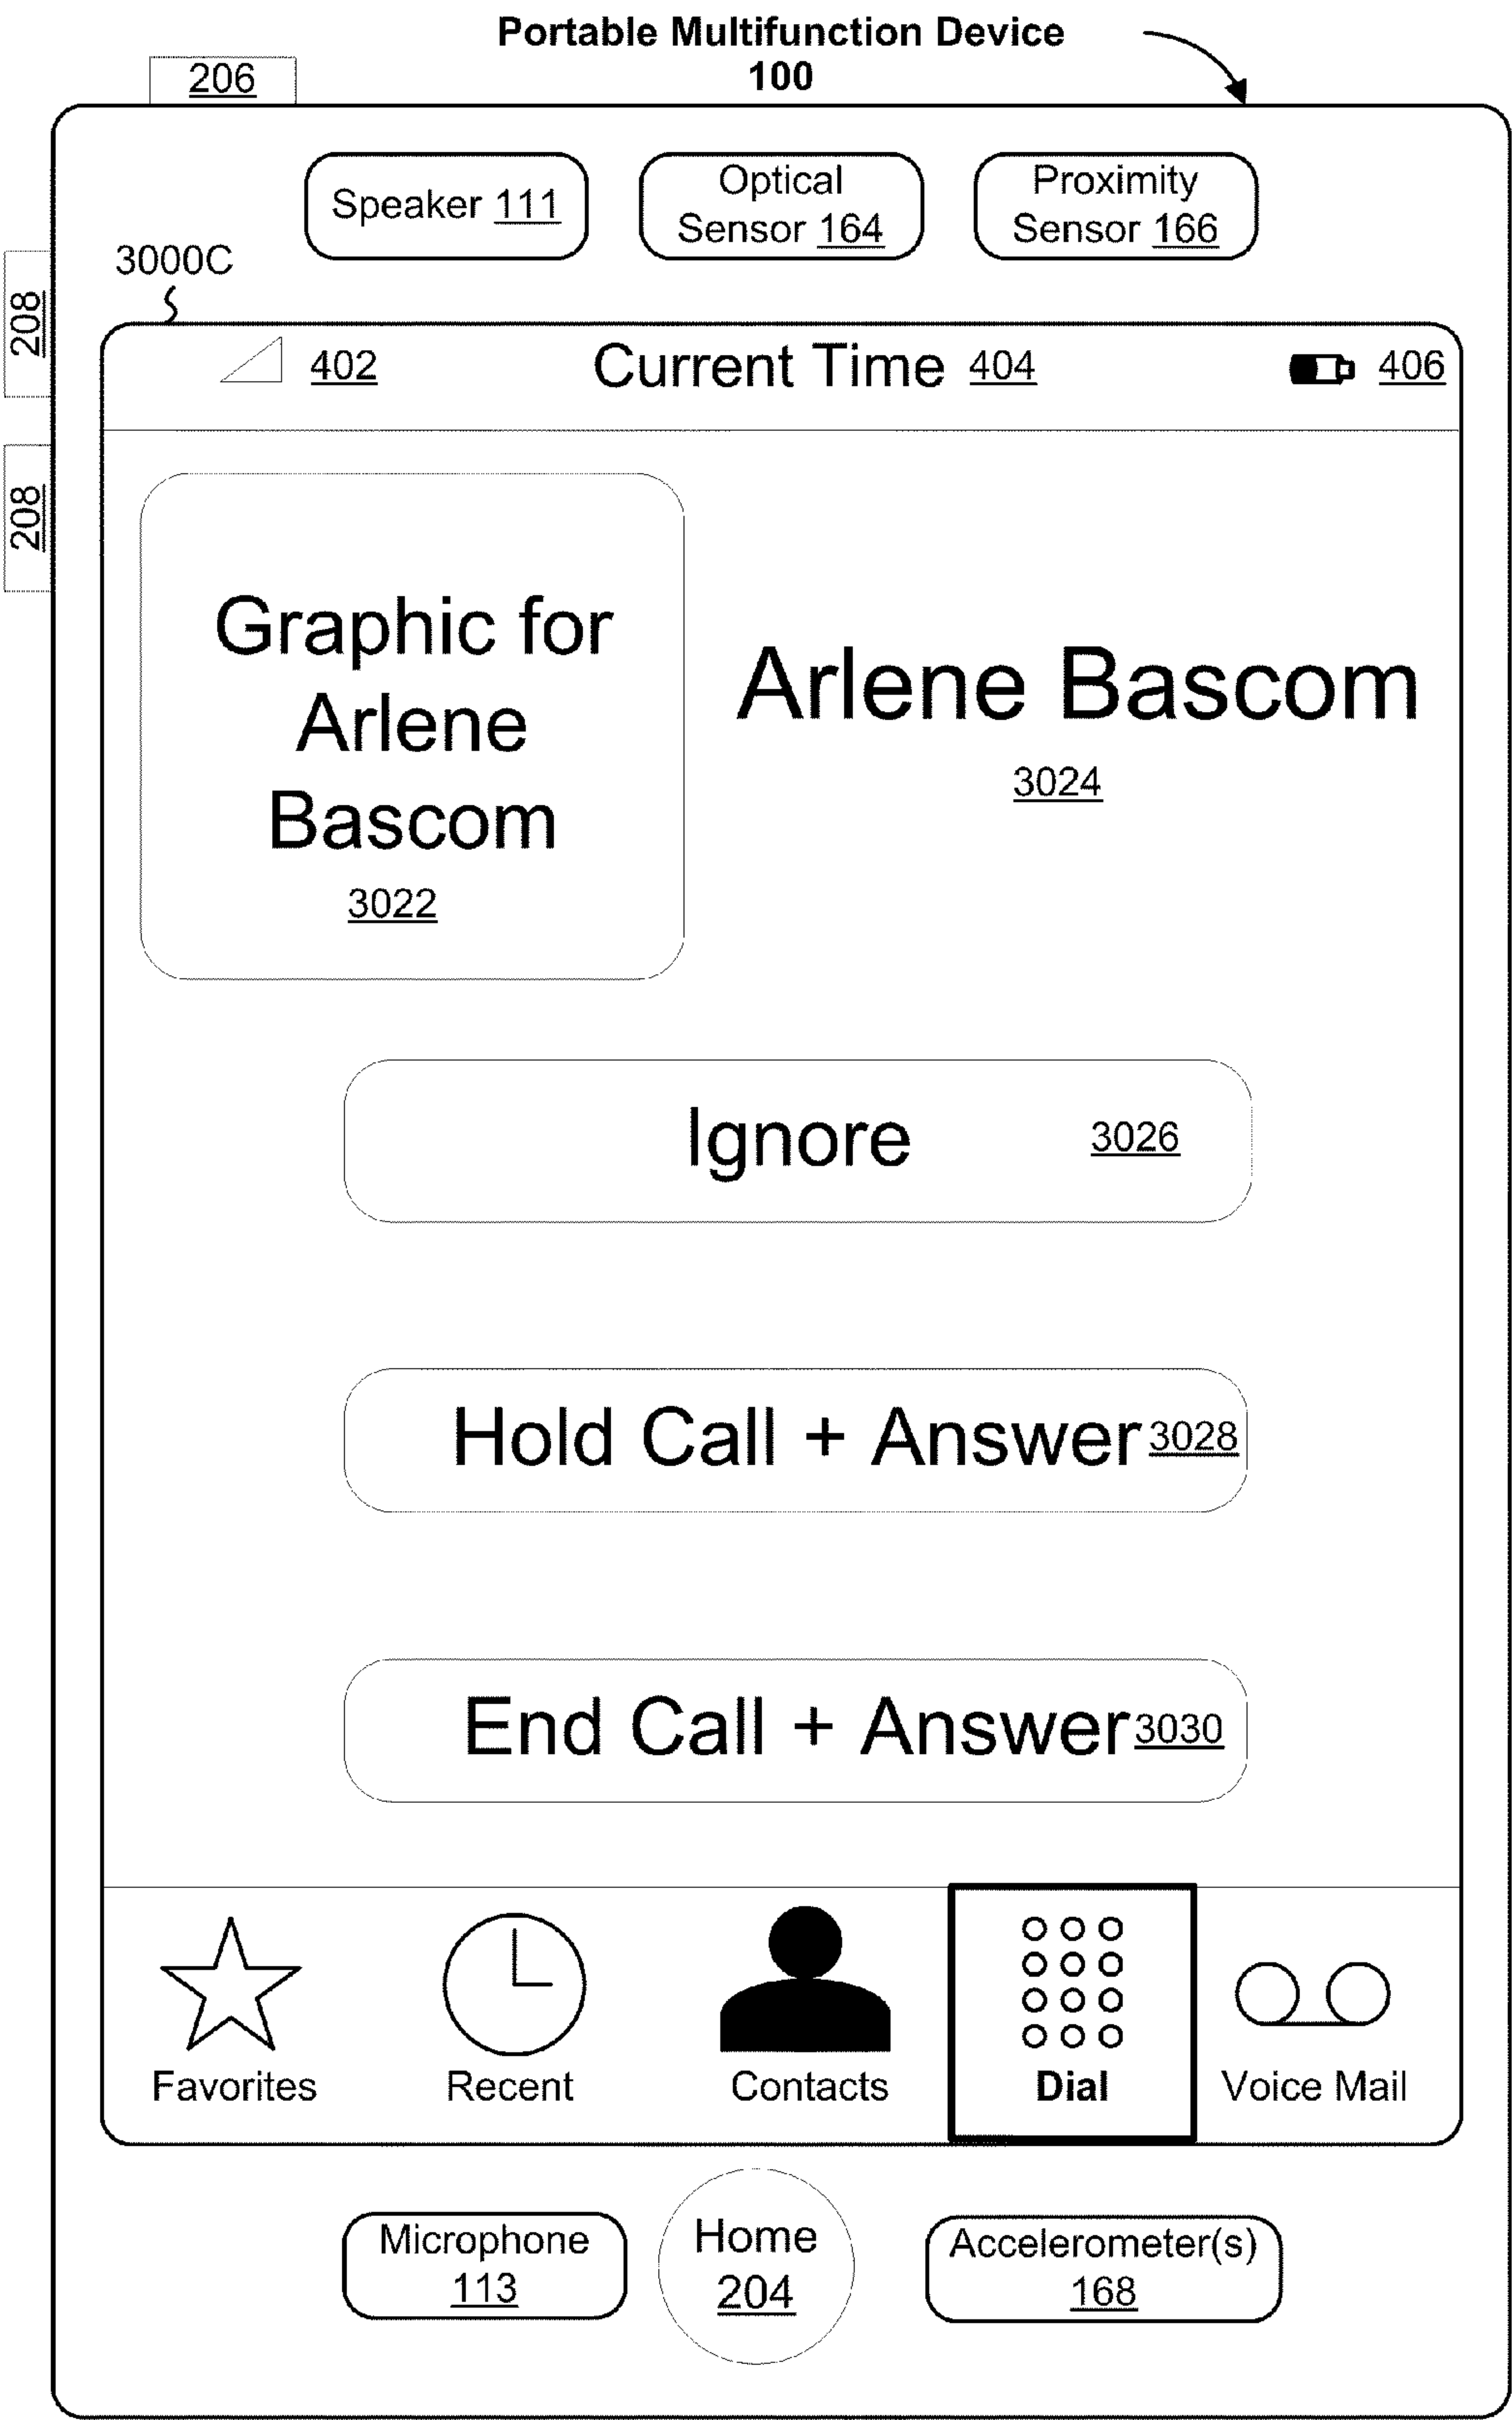 Portable Multifunction Device
100
206
Speaker 111
Optical
Sensor 164
Proximity
Sensor 166
3000C
208
208
402
Current Time 404
406
Graphic for
Arlene
Bascom
3022
Arlene Bascom
3024
Ignore 3026
Hold Call + Answer 3028
End Call + Answer 3030
Favorites
Recent
Contacts
Dial
Voice Mail
Microphone
113
Home
204
Accelerometer(s)
168